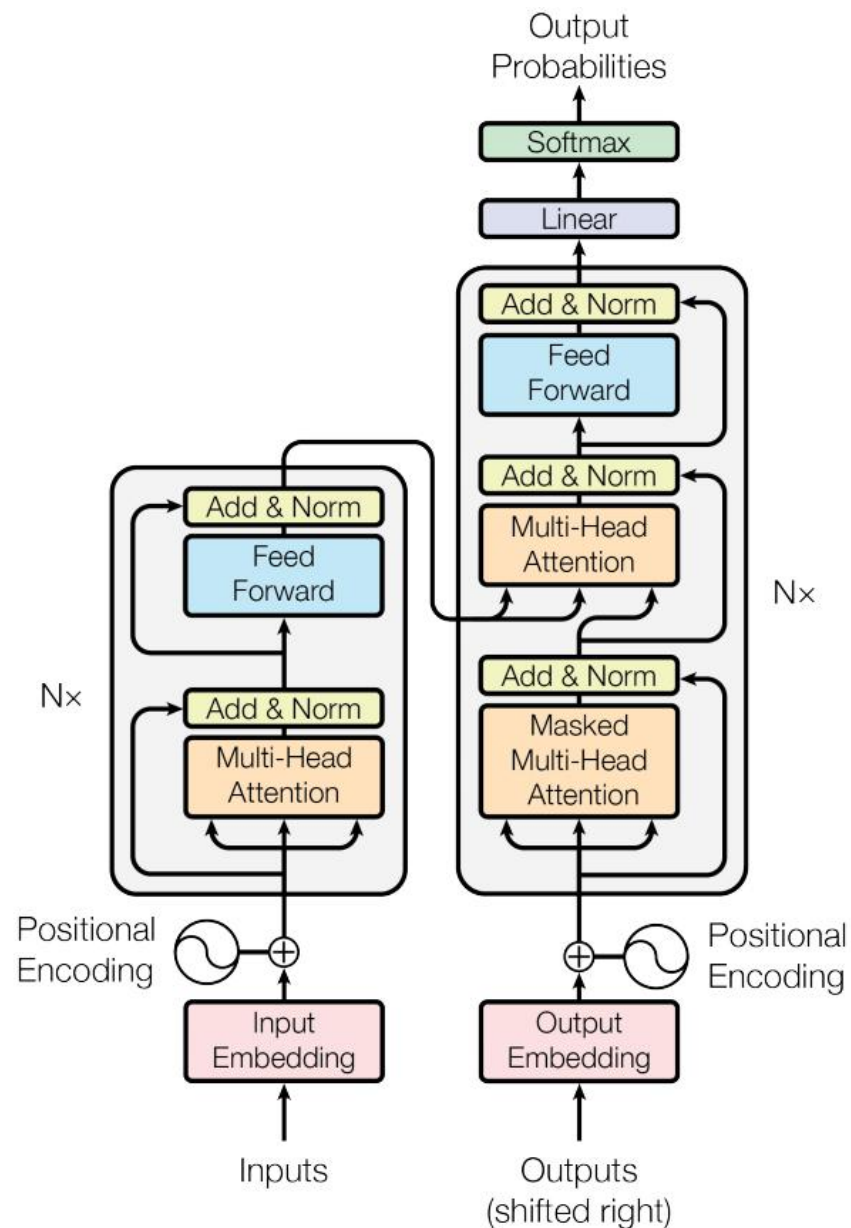 Output
Probabilities
Softmax
Linear
Add & Norm
Feed
Forward
Add & Norm
Multi-Head
Attention
Add & Norm
Masked
Multi-Head
Attention
N×
Add & Norm
Feed
Forward
Add & Norm
Multi-Head
Attention
N×
Positional
Encoding
Positional
Encoding
Input
Embedding
Output
Embedding
Inputs
Outputs
(shifted right)